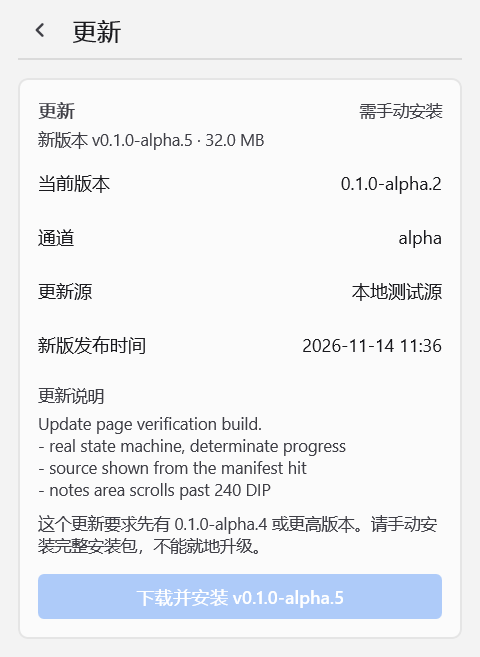 更新
更新
需手动安装
新版本 v0.1.0-alpha.5 · 32.0 MB
当前版本
0.1.0-alpha.2
通道
alpha
更新源
本地测试源
新版发布时间
2026-11-14 11:36
更新说明
Update page verification build.
- real state machine, determinate progress
- source shown from the manifest hit
- notes area scrolls past 240 DIP
这个更新要求先有 0.1.0-alpha.4 或更高版本。请手动安
装完整安装包，不能就地升级。
下载并安装 v0.1.0-alpha.5